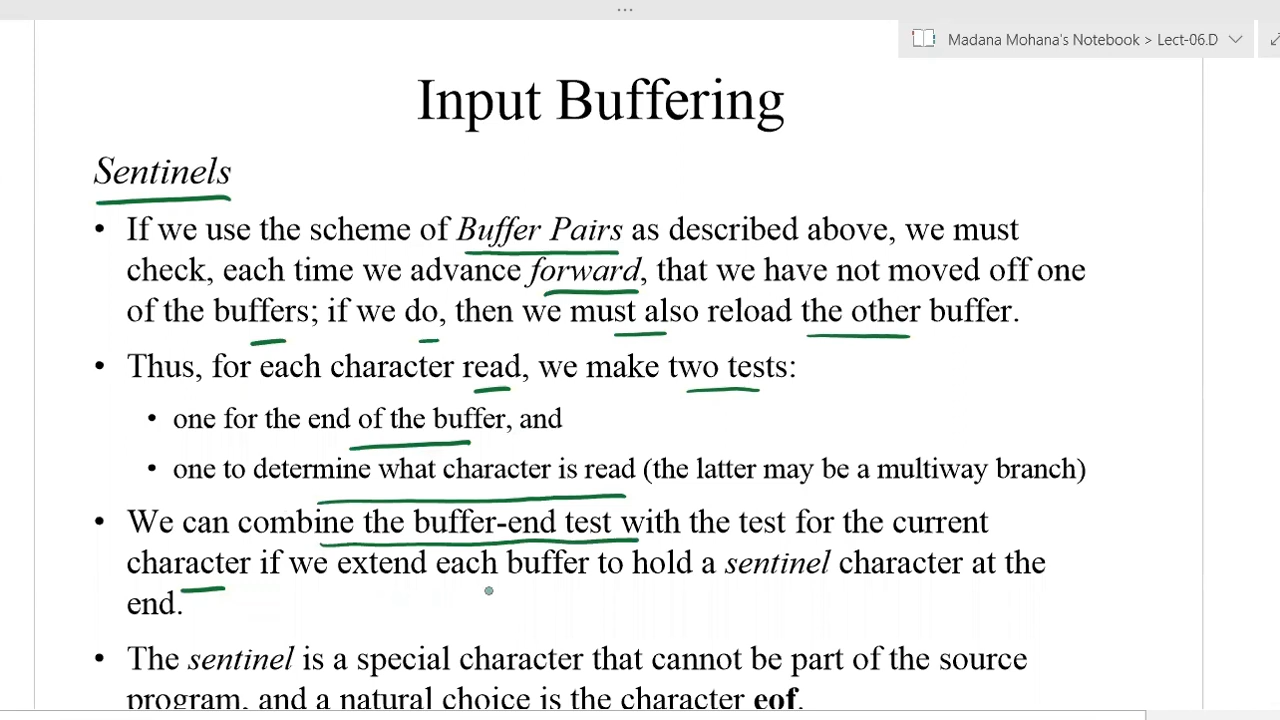 ...
Madana Mohana's Notebook > Lect-06.D
Input Buffering
Sentinels
• If we use the scheme of Buffer Pairs as described above, we must
check, each time we advance forward, that we have not moved off one
of the buffers; if we do, then we must also reload the other buffer.
• Thus, for each character read, we make two tests:
• one for the end of the buffer, and
• one to determine what character is read (the latter may be a multiway branch)
• We can combine the buffer-end test with the test for the current
character if we extend each buffer to hold a sentinel character at the
end.
• The sentinel is a special character that cannot be part of the source
program, and a natural choice is the character eof.